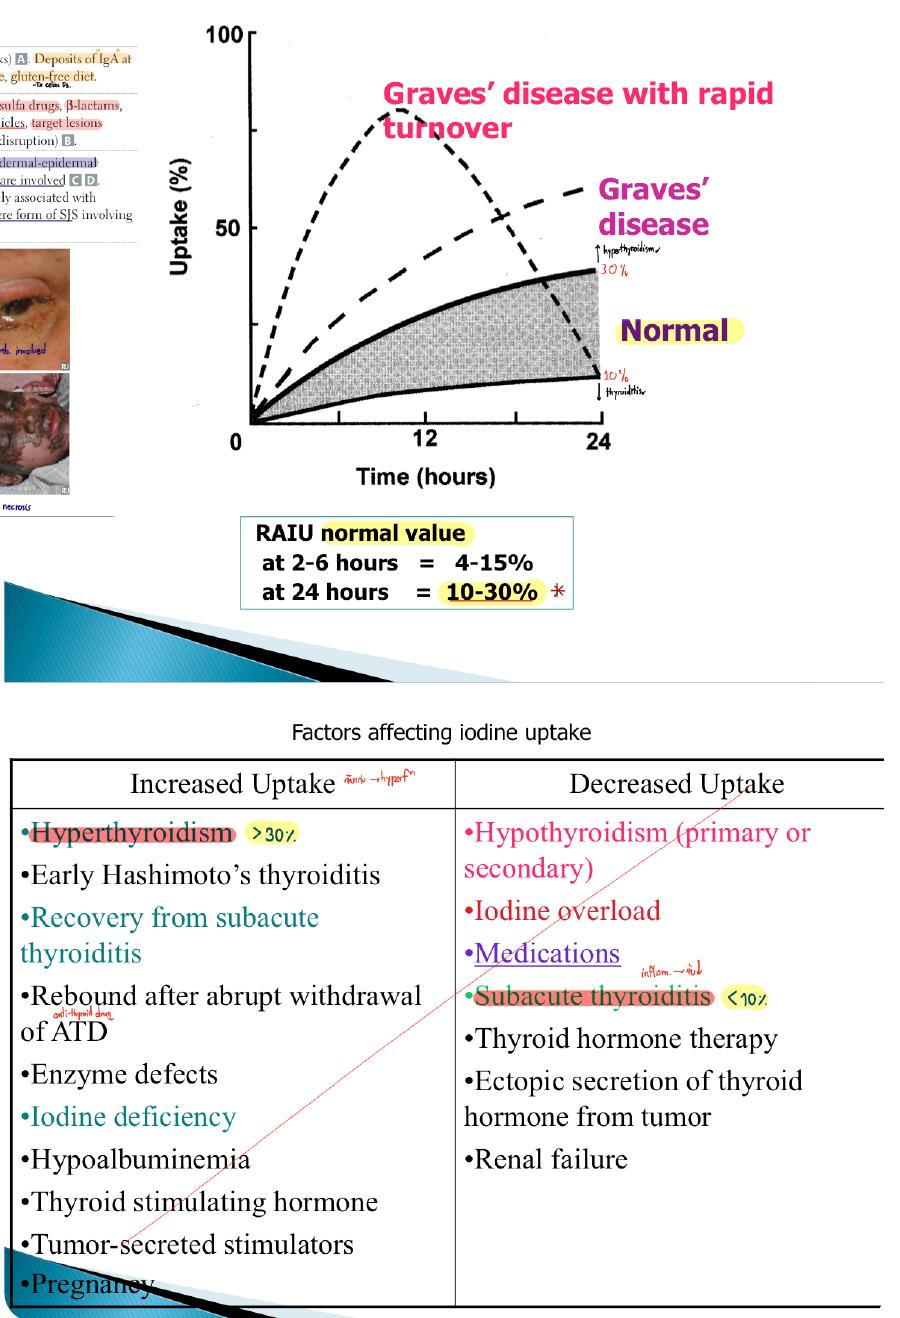 ks) A. Deposits of IgA at
e, gluten-free diet.
sulfa drugs, β-lactams,
icles, target lesions
disruption) B.
dermal-epidermal
are involved C D.
ly associated with
ere form of SJS involving
mb. involved
RU
RU
necrosis
100
50
0
12
24
Uptake (%)
Time (hours)
Graves’ disease with rapid
turnover
Graves’
disease
30%
Normal
10%
thyroiditis
RAIU normal value
at 2-6 hours = 4-15%
at 24 hours = 10-30% *
Factors affecting iodine uptake
Increased Uptake → hyperfⁿ
•Hyperthyroidism >30%
•Early Hashimoto’s thyroiditis
•Recovery from subacute
thyroiditis
•Rebound after abrupt withdrawal
anti-thyroid drug
of ATD
•Enzyme defects
•Iodine deficiency
•Hypoalbuminemia
•Thyroid stimulating hormone
•Tumor-secreted stimulators
•Pregnancy
Decreased Uptake
•Hypothyroidism (primary or
secondary)
•Iodine overload
•Medications
inflam. →
•Subacute thyroiditis <10%
•Thyroid hormone therapy
•Ectopic secretion of thyroid
hormone from tumor
•Renal failure